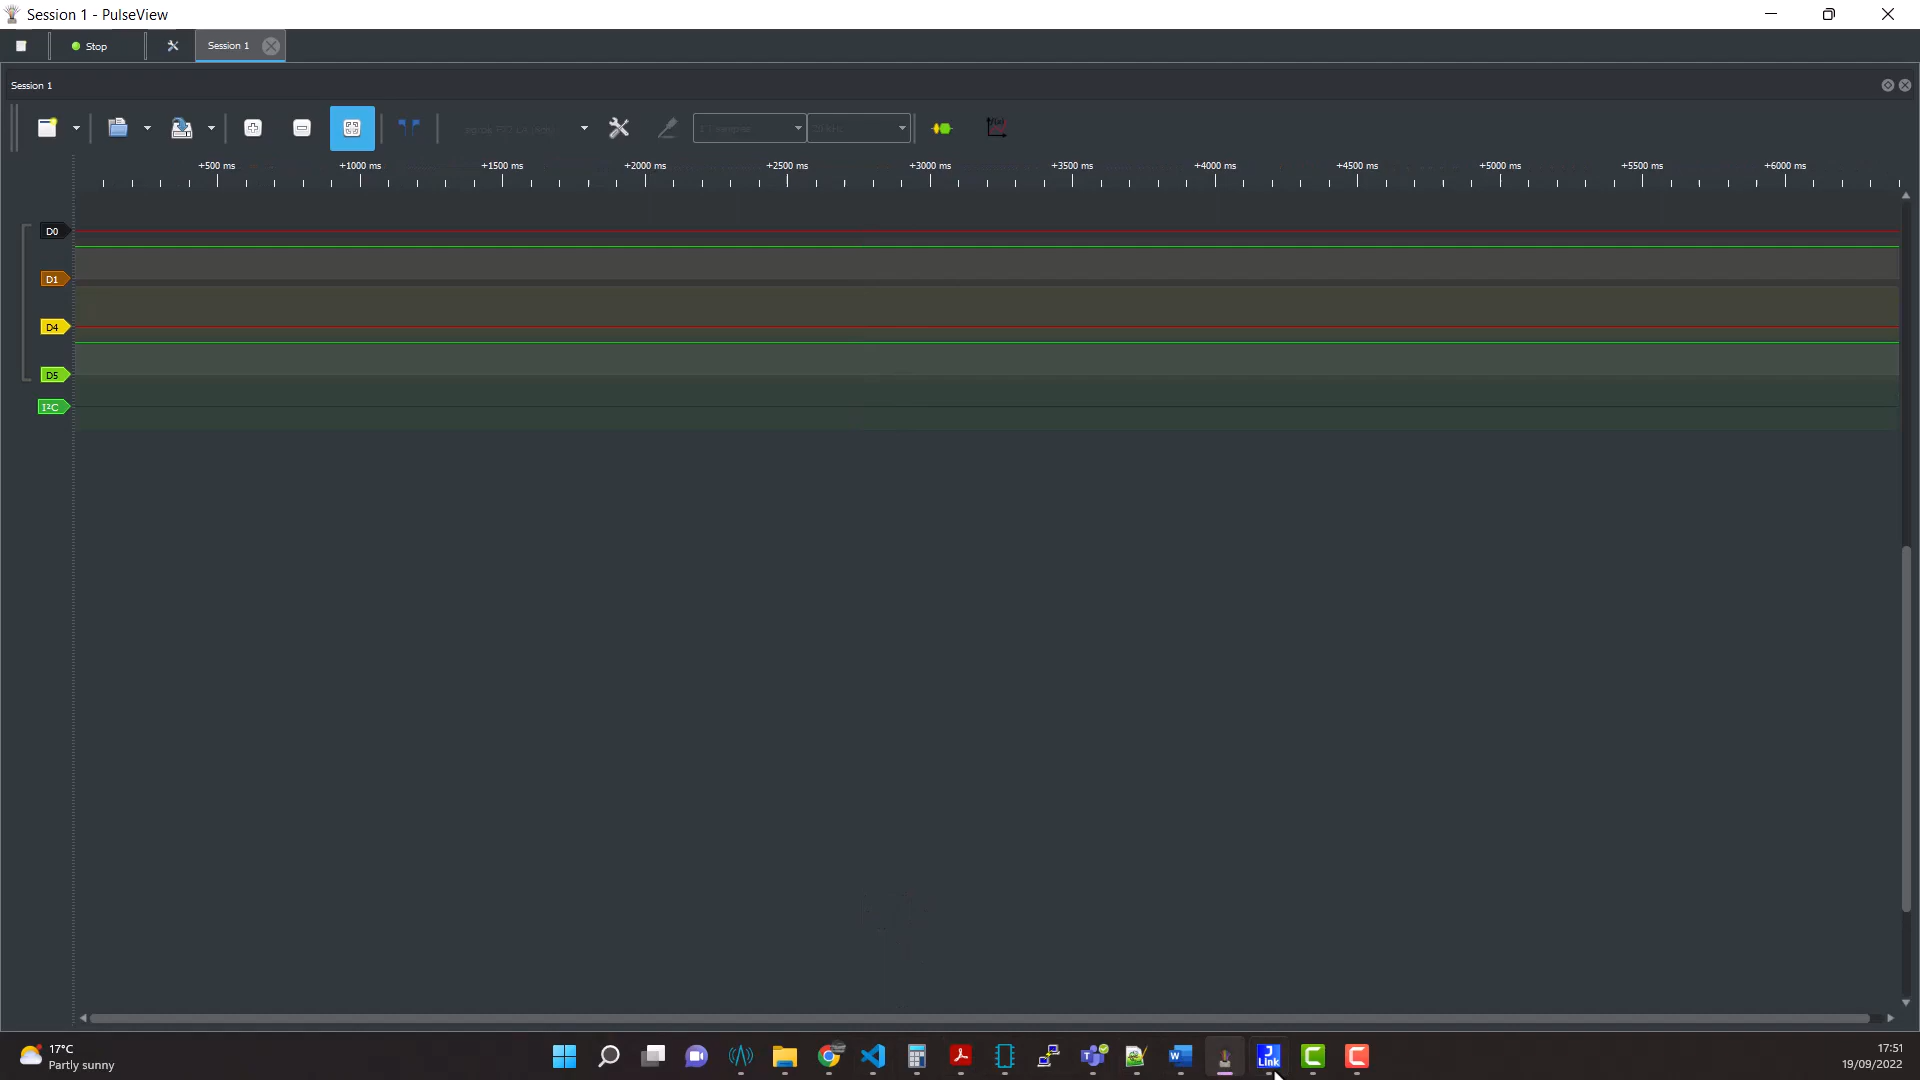 Session 1 - PulseView
Stop
Session 1
Session 1
+500 ms
+1000 ms
+1500 ms
+2000 ms
+2500 ms
+3000 ms
+3500 ms
+4000 ms
+4500 ms
+5000 ms
+5500 ms
+6000 ms
D0
D1
D4
D5
I²C
17°C
Partly sunny
J
Link
17:51
19/09/2022